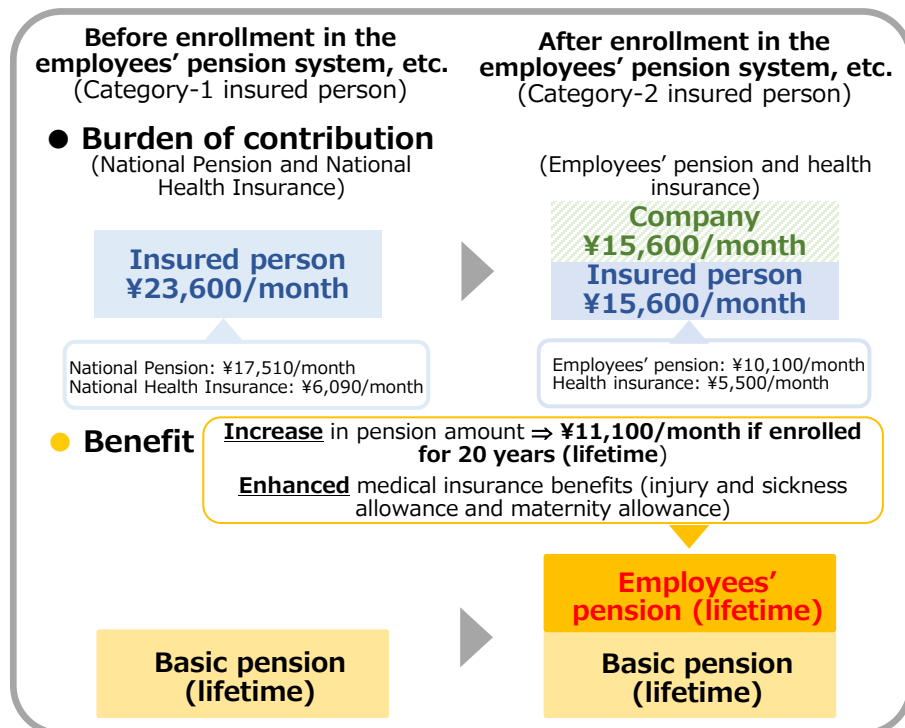 Before enrollment in the
employees’ pension system, etc.
(Category-1 insured person)
After enrollment in the
employees’ pension system, etc.
(Category-2 insured person)
● Burden of contribution
(National Pension and National
Health Insurance)
(Employees’ pension and health
insurance)
Insured person
¥23,600/month
Company
¥15,600/month
Insured person
¥15,600/month
National Pension: ¥17,510/month
National Health Insurance: ¥6,090/month
Employees’ pension: ¥10,100/month
Health insurance: ¥5,500/month
● Benefit
Increase in pension amount ⇒ ¥11,100/month if enrolled
for 20 years (lifetime)
Enhanced medical insurance benefits (injury and sickness
allowance and maternity allowance)
Basic pension
(lifetime)
Employees’
pension (lifetime)
Basic pension
(lifetime)